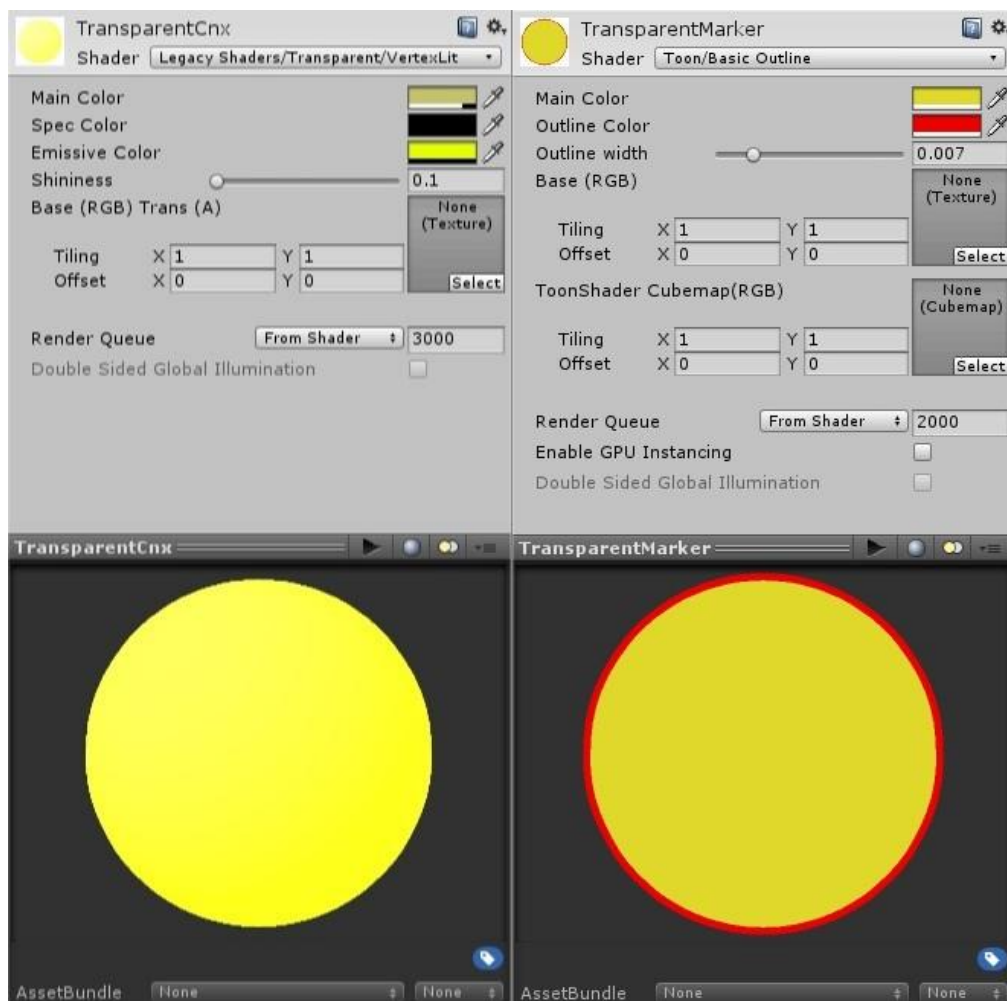 TransparentCnx
Shader Legacy Shaders/Transparent/VertexLit
Main Color
Spec Color
Emissive Color
Shininess 0.1
Base (RGB) Trans (A)
None
(Texture)
Tiling X 1 Y 1
Offset X 0 Y 0
Select
Render Queue From Shader 3000
Double Sided Global Illumination
TransparentCnx
AssetBundle None None
TransparentMarker
Shader Toon/Basic Outline
Main Color
Outline Color
Outline width 0.007
Base (RGB)
None
(Texture)
Tiling X 1 Y 1
Offset X 0 Y 0
Select
ToonShader Cubemap(RGB)
None
(Cubemap)
Tiling X 1 Y 1
Offset X 0 Y 0
Select
Render Queue From Shader 2000
Enable GPU Instancing
Double Sided Global Illumination
TransparentMarker
AssetBundle None None